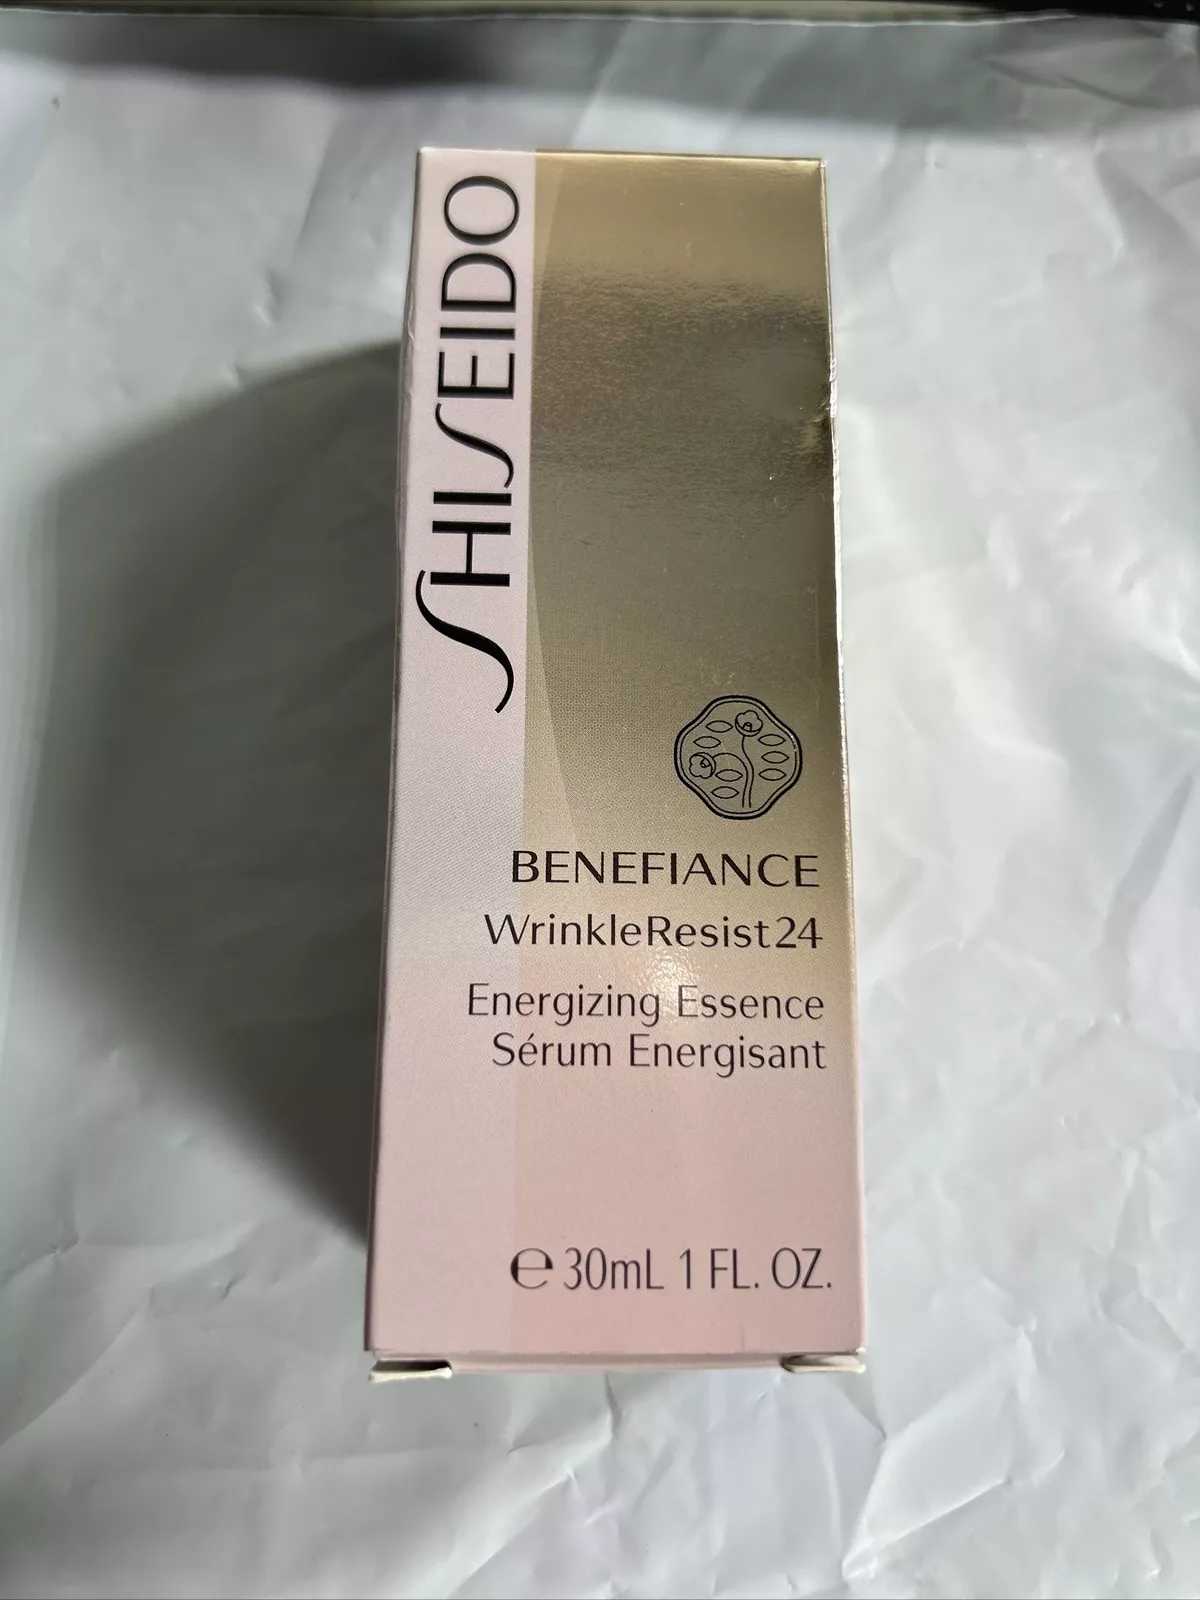 SHISEIDO
BENEFIANCE
WrinkleResist24
Energizing Essence
Sérum Energisant
℮ 30mL 1 FL. OZ.